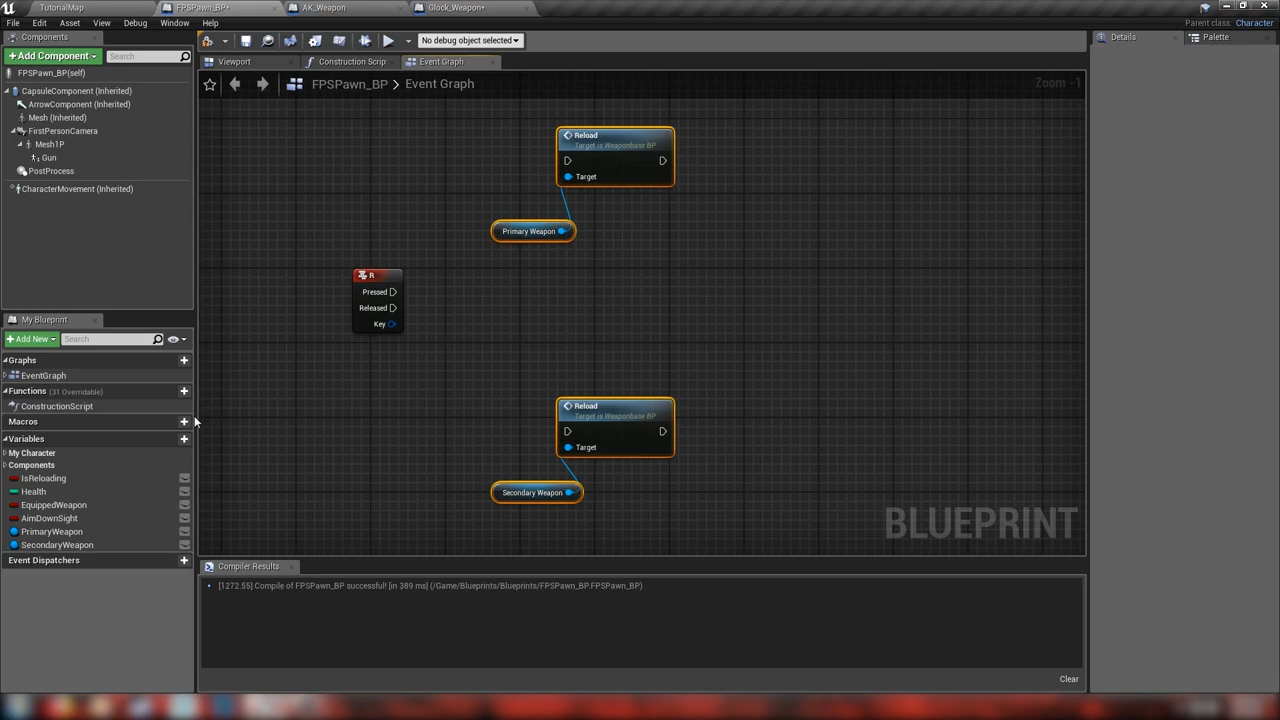 TutorialMap
FPSPawn_BP*
AK_Weapon
Glock_Weapon*
File Edit Asset View Debug Window Help
Parent class: Character
Components
Add Component
Search
FPSPawn_BP(self)
CapsuleComponent (Inherited)
ArrowComponent (Inherited)
Mesh (Inherited)
FirstPersonCamera
Mesh1P
Gun
PostProcess
CharacterMovement (Inherited)
My Blueprint
Add New
Search
Graphs
EventGraph
Functions (31 Overridable)
ConstructionScript
Macros
Variables
My Character
Components
IsReloading
Health
EquippedWeapon
AimDownSight
PrimaryWeapon
SecondaryWeapon
Event Dispatchers
No debug object selected
Viewport
Construction Scrip
Event Graph
FPSPawn_BP > Event Graph
Zoom -1
Reload
Target is Weaponbase BP
Target
Primary Weapon
R
Pressed
Released
Key
Reload
Target is Weaponbase BP
Target
Secondary Weapon
BLUEPRINT
Compiler Results
[1272.55] Compile of FPSPawn_BP successful! [in 389 ms] (/Game/Blueprints/Blueprints/FPSPawn_BP.FPSPawn_BP)
Clear
Details
Palette